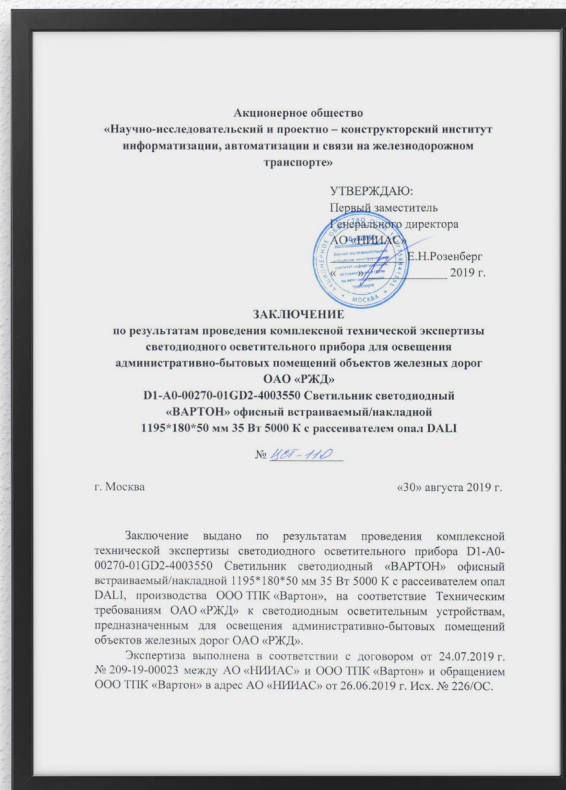 Акционерное общество
«Научно-исследовательский и проектно – конструкторский институт
информатизации, автоматизации и связи на железнодорожном
транспорте»
УТВЕРЖДАЮ:
Первый заместитель
Генерального директора
АО «НИИАС»
Е.Н.Розенберг
« » 2019 г.
МОСКВА
ЗАКЛЮЧЕНИЕ
по результатам проведения комплексной технической экспертизы
светодиодного осветительного прибора для освещения
административно-бытовых помещений объектов железных дорог
ОАО «РЖД»
D1-A0-00270-01GD2-4003550 Светильник светодиодный
«ВАРТОН» офисный встраиваемый/накладной
1195*180*50 мм 35 Вт 5000 К с рассеивателем опал DALI
№
г. Москва «30» августа 2019 г.
Заключение выдано по результатам проведения комплексной
технической экспертизы светодиодного осветительного прибора D1-A0-
00270-01GD2-4003550 Светильник светодиодный «ВАРТОН» офисный
встраиваемый/накладной 1195*180*50 мм 35 Вт 5000 К с рассеивателем опал
DALI, производства ООО ТПК «Вартон», на соответствие Техническим
требованиям ОАО «РЖД» к светодиодным осветительным устройствам,
предназначенным для освещения административно-бытовых помещений
объектов железных дорог ОАО «РЖД».
Экспертиза выполнена в соответствии с договором от 24.07.2019 г.
№ 209-19-00023 между АО «НИИАС» и ООО ТПК «Вартон» и обращением
ООО ТПК «Вартон» в адрес АО «НИИАС» от 26.06.2019 г. Исх. № 226/ОС.